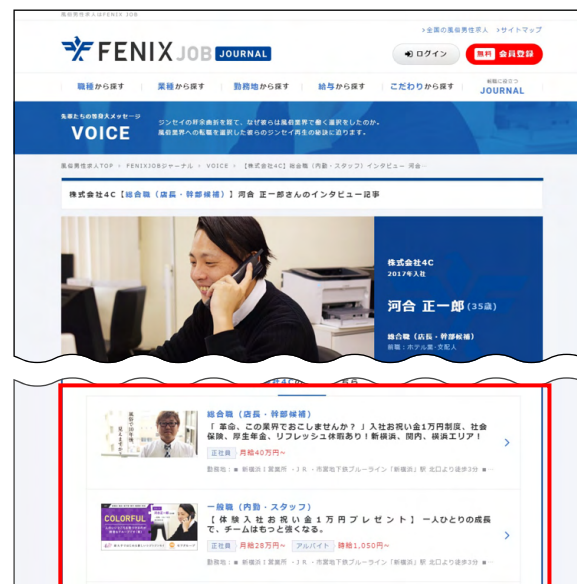 風俗男性求人はFENIX JOB
>全国の風俗男性求人 >サイトマップ
FENIX JOB JOURNAL
ログイン 無料 会員登録
職種から探す 業種から探す 勤務地から探す 給与から探す こだわりから探す 転職に役立つ JOURNAL
先輩たちの等身大メッセージ
VOICE
ジンセイの紆余曲折を経て、なぜ彼らは風俗業界で働く選択をしたのか。
風俗業界への転職を選択した彼らのジンセイ再生の秘訣に迫ります。
風俗男性求人TOP > FENIXJOBジャーナル > VOICE > 【株式会社4C】総合職（内勤・スタッフ）インタビュー 河合…
株式会社4C【総合職（店長・幹部候補）】河合 正一郎さんのインタビュー記事
株式会社4C
2017年入社
河合 正一郎(35歳)
総合職（店長・幹部候補）
前職：ホテル業・支配人
総合職（店長・幹部候補）
「 革命、この業界でおこしませんか？ 」入社お祝い金1万円制度、社会
保険、厚生年金、リフレッシュ休暇あり！新横浜、関内、横浜エリア！
正社員 月給40万円~
勤務地：■ 新横浜Ⅰ営業所 ・ＪＲ ・市営地下鉄ブルーライン「新横浜」駅 北口より徒歩3分 ■…
COLORFUL
一般職（内勤・スタッフ）
【 体 験 入 社 お 祝 い 金 1 万 円 プ レ ゼ ン ト 】 一人ひとりの成長
で、チームはもっと強くなる。
正社員 月給28万円~ アルバイト 時給1,050円~
勤務地：■ 新横浜Ⅰ営業所 ・ＪＲ ・市営地下鉄ブルーライン「新横浜」駅 北口より徒歩3分 ■…